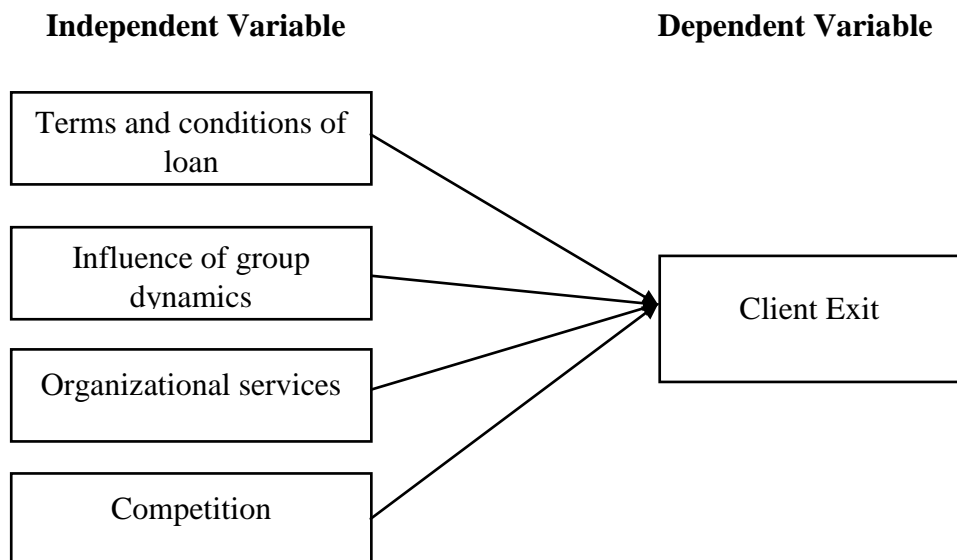 Independent Variable
Dependent Variable
Terms and conditions of
loan
Influence of group
dynamics
Organizational services
Competition
Client Exit